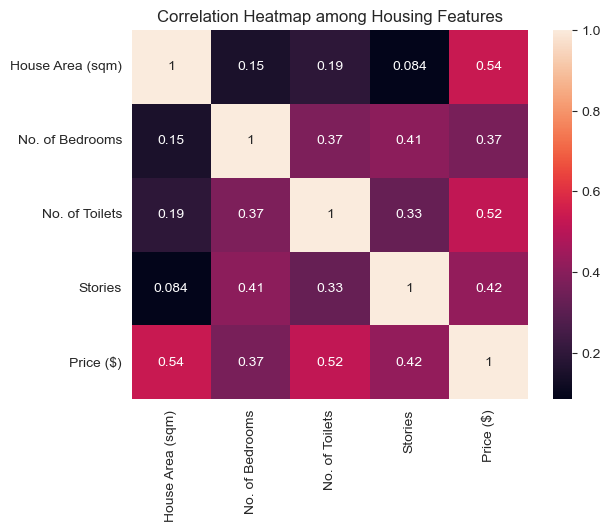 Correlation Heatmap among Housing Features
House Area (sqm) 1 0.15 0.19 0.084 0.54
No. of Bedrooms 0.15 1 0.37 0.41 0.37
No. of Toilets 0.19 0.37 1 0.33 0.52
Stories 0.084 0.41 0.33 1 0.42
Price ($) 0.54 0.37 0.52 0.42 1
House Area (sqm)
No. of Bedrooms
No. of Toilets
Stories
Price ($)
1.0
0.8
0.6
0.4
0.2